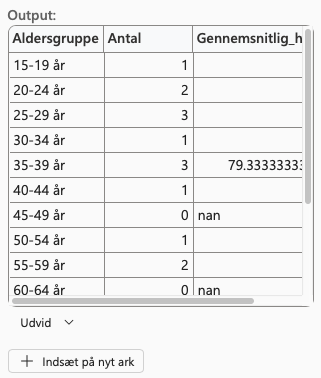 Output:
Aldersgruppe Antal Gennemsnitlig_h
15-19 år 1
20-24 år 2
25-29 år 3
30-34 år 1
35-39 år 3 79.33333333
40-44 år 1
45-49 år 0 nan
50-54 år 1
55-59 år 2
60-64 år 0 nan
Udvid
Indsæt på nyt ark